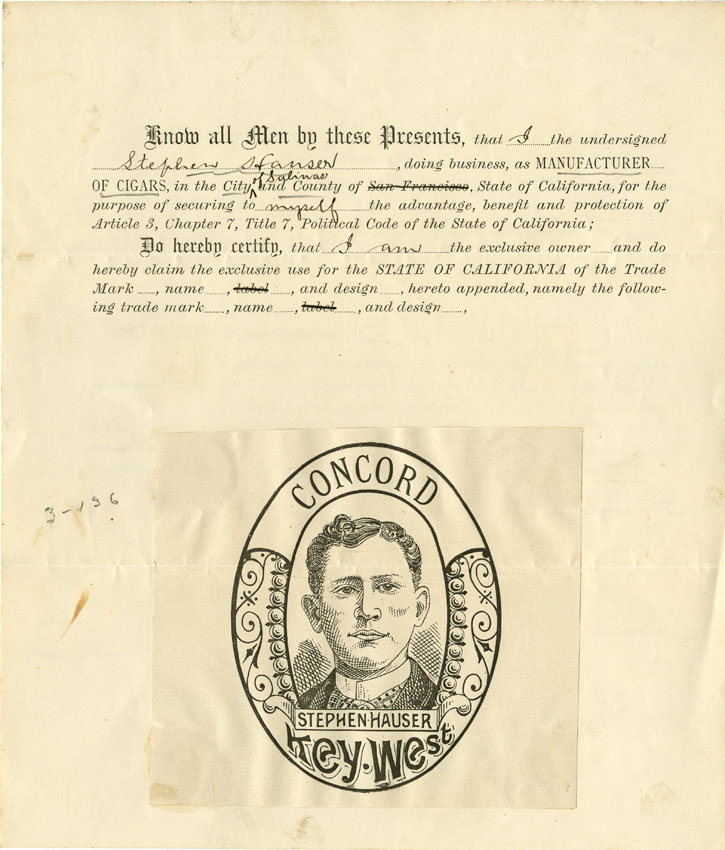 Know all Men by these Presents, that I the undersigned
Stephen Hauser, doing business, as MANUFACTURER
of Salinas
OF CIGARS, in the City and County of San Francisco, State of California, for the
purpose of securing to myself the advantage, benefit and protection of
Article 3, Chapter 7, Title 7, Political Code of the State of California;
Do hereby certify, that I am the exclusive owner and do
hereby claim the exclusive use for the STATE OF CALIFORNIA of the Trade
Mark, name, label, and design, hereto appended, namely the follow-
ing trade mark, name, label, and design,
CONCORD
3-196
STEPHEN·HAUSER
Key·West